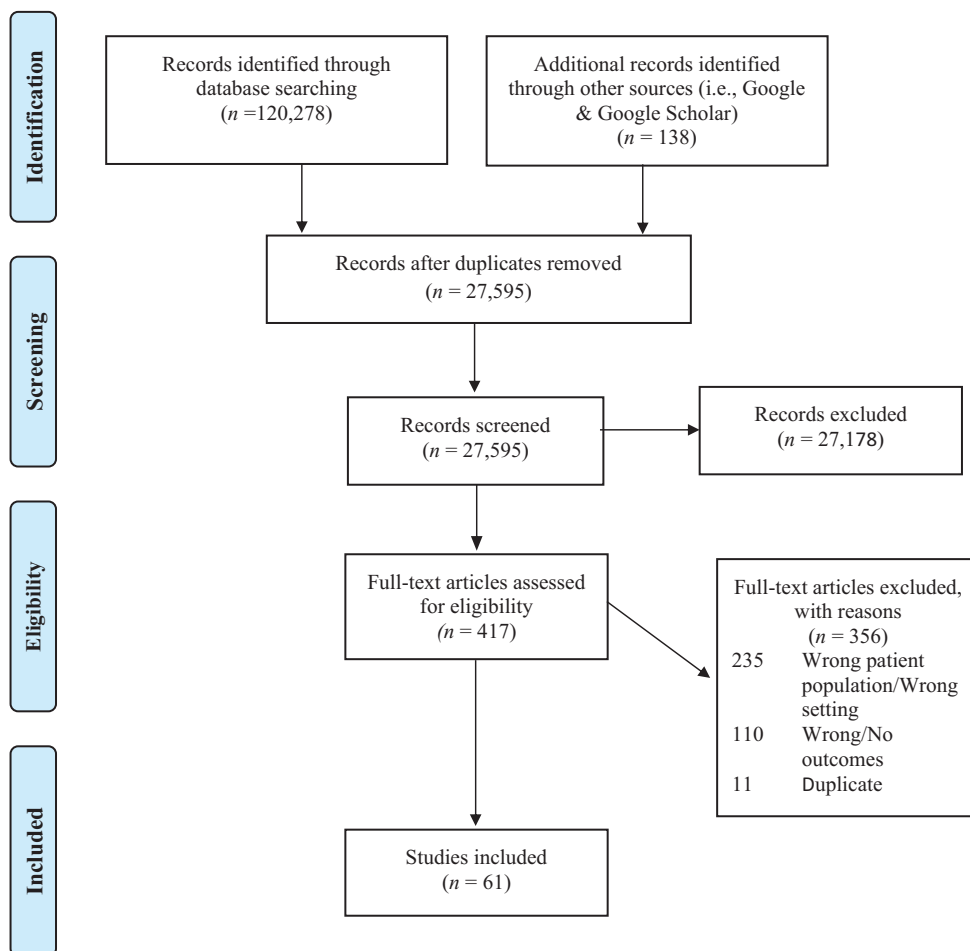 Identification
Records identified through
database searching
(n =120,278)
Additional records identified
through other sources (i.e., Google
& Google Scholar)
(n = 138)
Records after duplicates removed
(n = 27,595)
Screening
Records screened
(n = 27,595)
Records excluded
(n = 27,178)
Eligibility
Full-text articles assessed
for eligibility
(n = 417)
Full-text articles excluded,
with reasons
(n = 356)
235 Wrong patient
population/Wrong
setting
110 Wrong/No
outcomes
11 Duplicate
Included
Studies included
(n = 61)